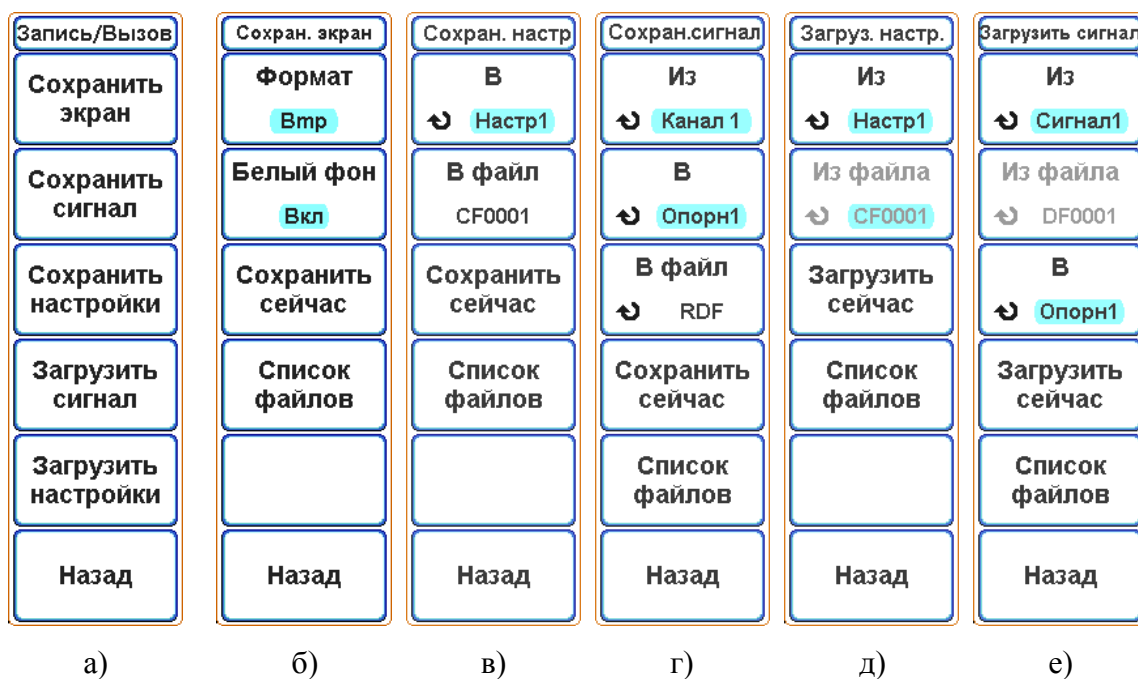 Запись/Вызов
Сохранить
экран
Сохранить
сигнал
Сохранить
настройки
Загрузить
сигнал
Загрузить
настройки
Назад
а)
Сохран. экран
Формат
Bmp
Белый фон
Вкл
Сохранить
сейчас
Список
файлов
Назад
б)
Сохран. настр
В
Настр1
В файл
CF0001
Сохранить
сейчас
Список
файлов
Назад
в)
Сохран.сигнал
Из
Канал 1
В
Опорн1
В файл
RDF
Сохранить
сейчас
Список
файлов
Назад
г)
Загруз. настр.
Из
Настр1
Из файла
CF0001
Загрузить
сейчас
Список
файлов
Назад
д)
Загрузить сигнал
Из
Сигнал1
Из файла
DF0001
В
Опорн1
Загрузить
сейчас
Список
файлов
Назад
е)